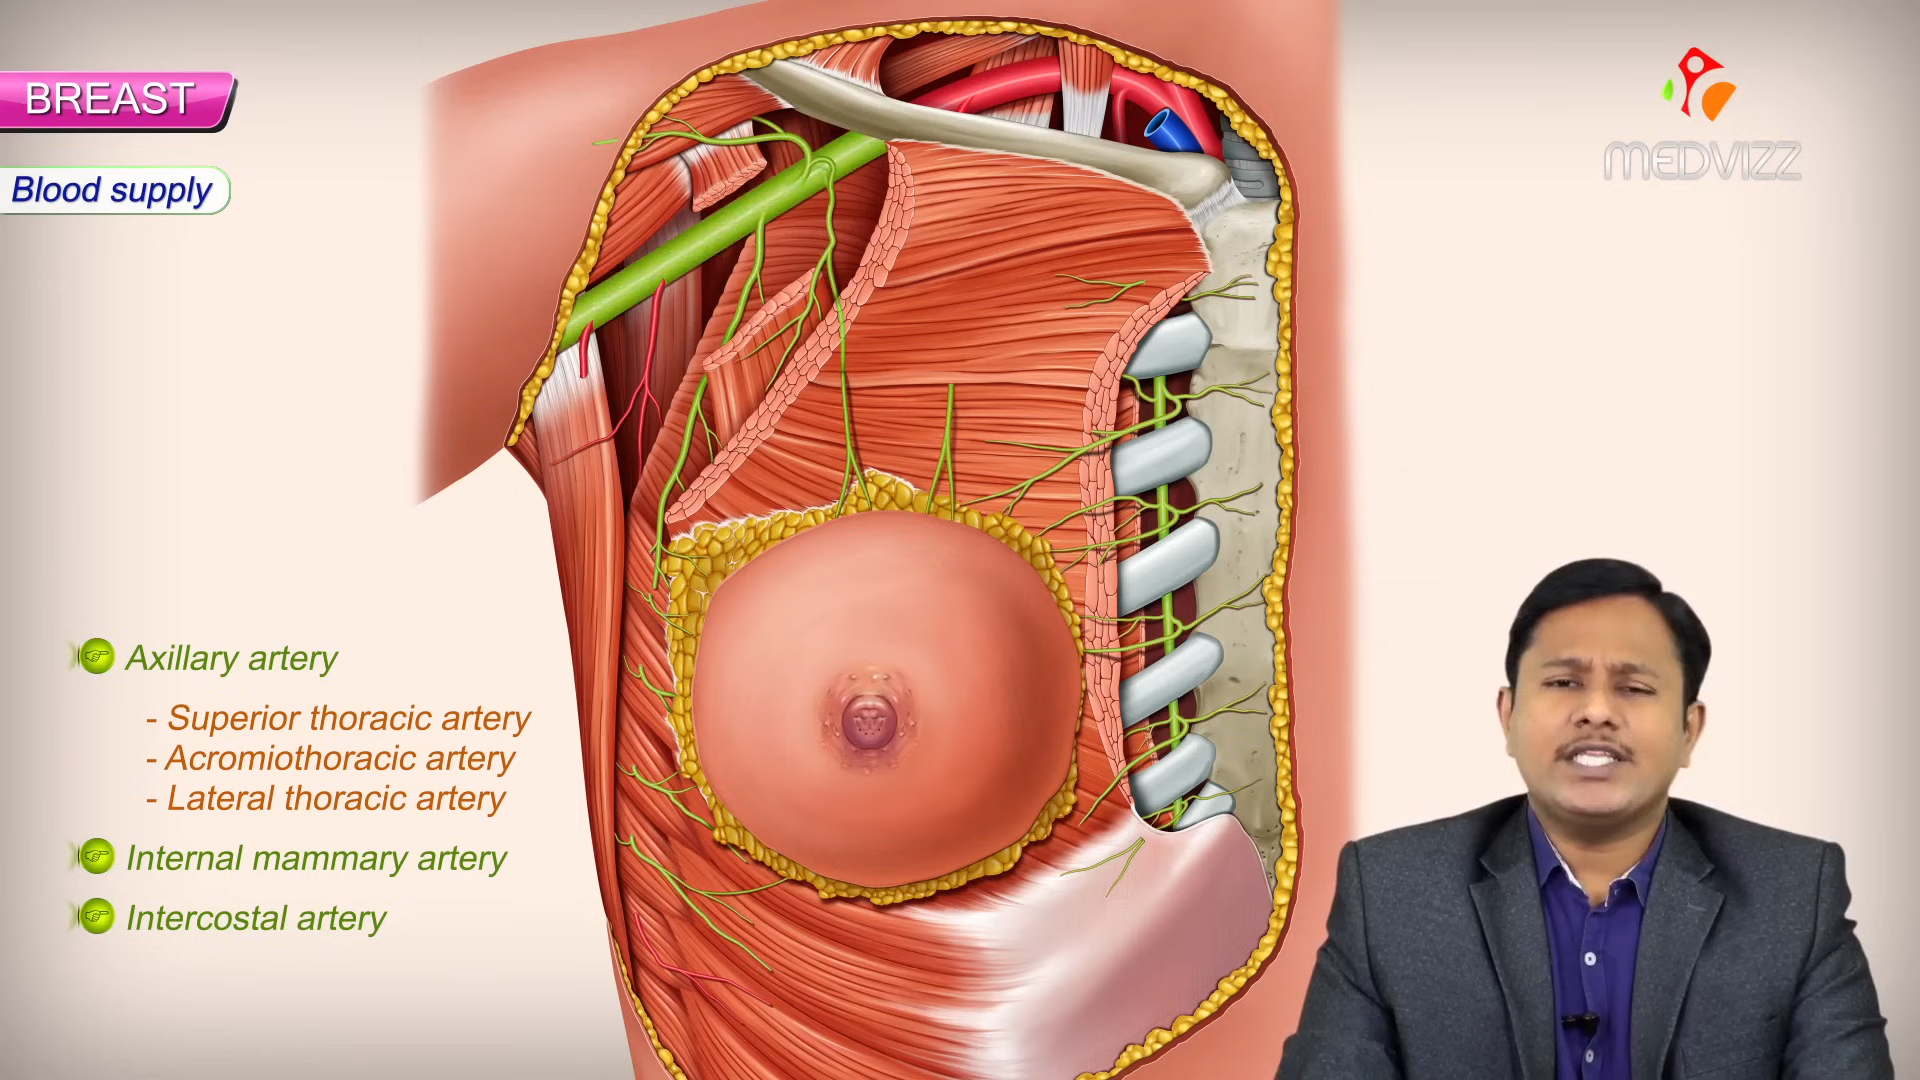 BREAST
MEDVIZZ
Blood supply
Axillary artery
- Superior thoracic artery
- Acromiothoracic artery
- Lateral thoracic artery
Internal mammary artery
Intercostal artery